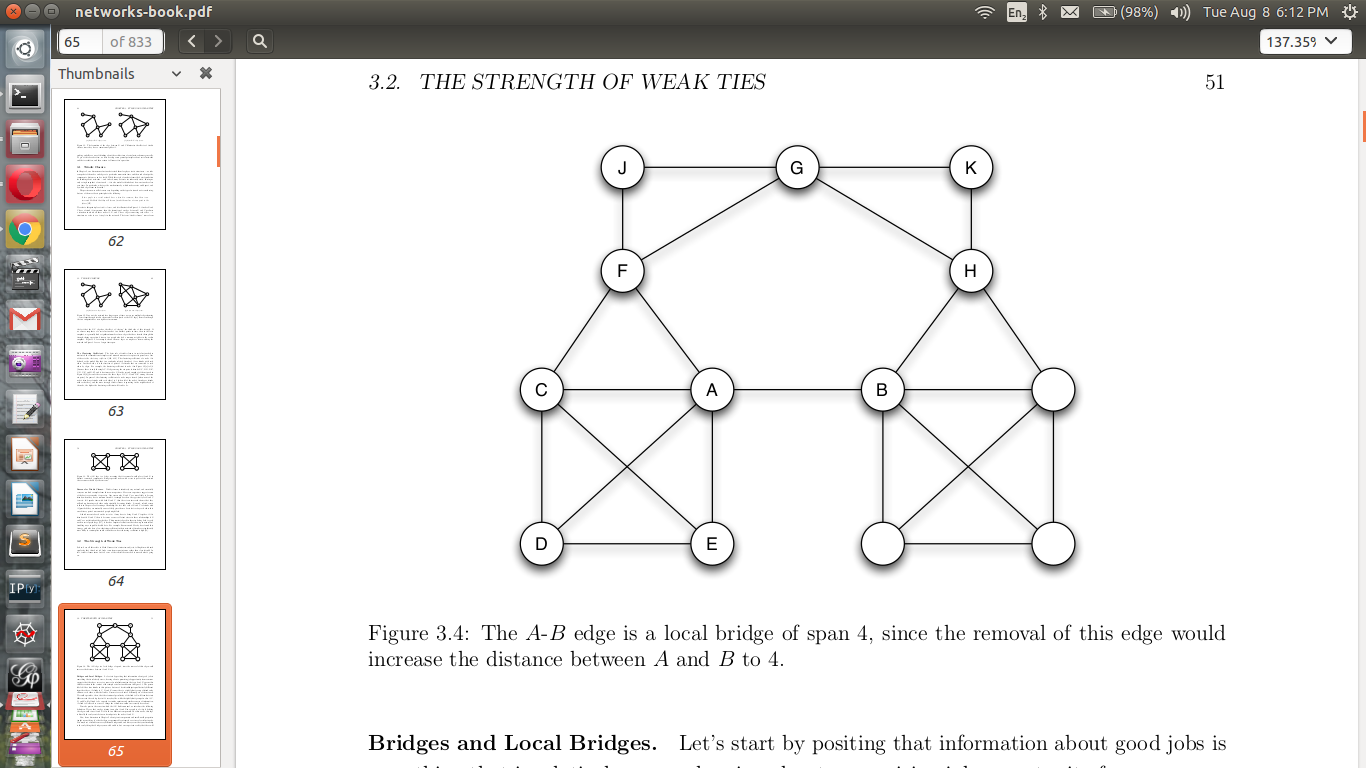 networks-book.pdf
En2
(98%)
Tue Aug 8 6:12 PM
65 of 833
137.35%
Thumbnails
62
63
64
65
3.2. THE STRENGTH OF WEAK TIES 51
J G K
F H
C A B
D E
Figure 3.4: The A-B edge is a local bridge of span 4, since the removal of this edge would
increase the distance between A and B to 4.
Bridges and Local Bridges. Let's start by positing that information about good jobs is
IP[y]: